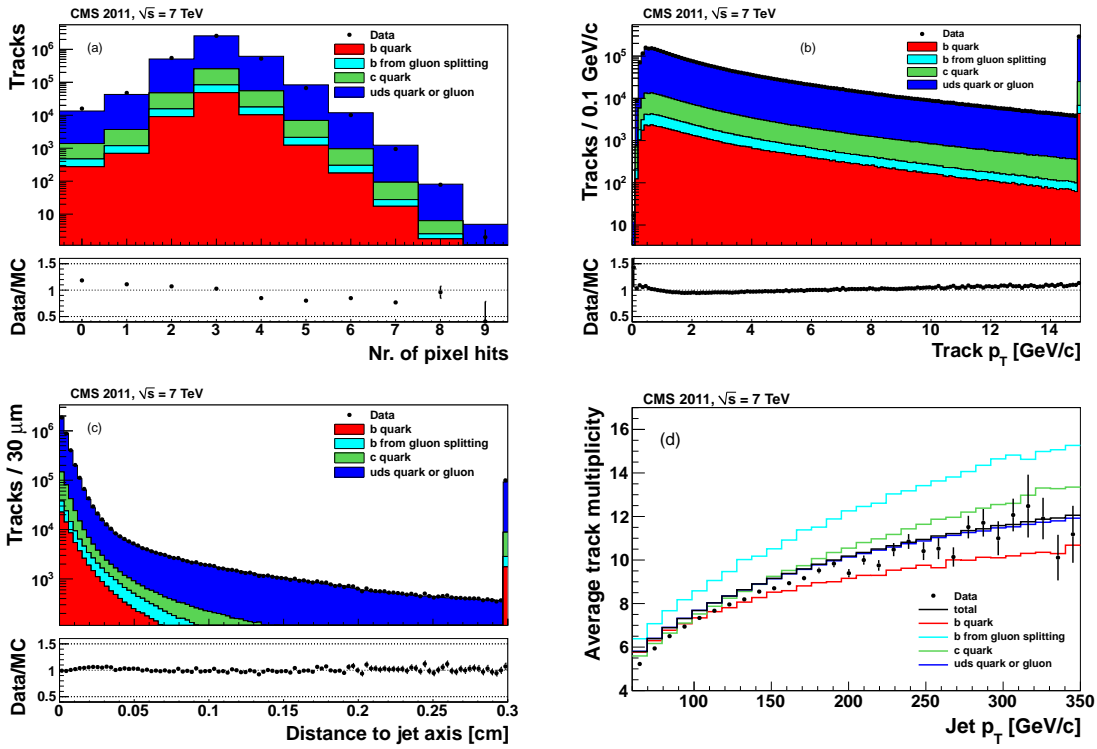 CMS 2011, √s = 7 TeV
(a)
Data
b quark
b from gluon splitting
c quark
uds quark or gluon
Tracks
10⁶
10⁵
10⁴
10³
10²
10
Data/MC
1.5
1
0.5
0 1 2 3 4 5 6 7 8 9
Nr. of pixel hits
CMS 2011, √s = 7 TeV
(b)
Data
b quark
b from gluon splitting
c quark
uds quark or gluon
Tracks / 0.1 GeV/c
10⁵
10⁴
10³
10²
10
Data/MC
1.5
1
0.5
0 2 4 6 8 10 12 14
Track p_T [GeV/c]
CMS 2011, √s = 7 TeV
(c)
Data
b quark
b from gluon splitting
c quark
uds quark or gluon
Tracks / 30 μm
10⁶
10⁵
10⁴
10³
Data/MC
1.5
1
0.5
0 0.05 0.1 0.15 0.2 0.25 0.3
Distance to jet axis [cm]
CMS 2011, √s = 7 TeV
(d)
Average track multiplicity
16
14
12
10
8
6
4
Data
total
b quark
b from gluon splitting
c quark
uds quark or gluon
100 150 200 250 300 350
Jet p_T [GeV/c]